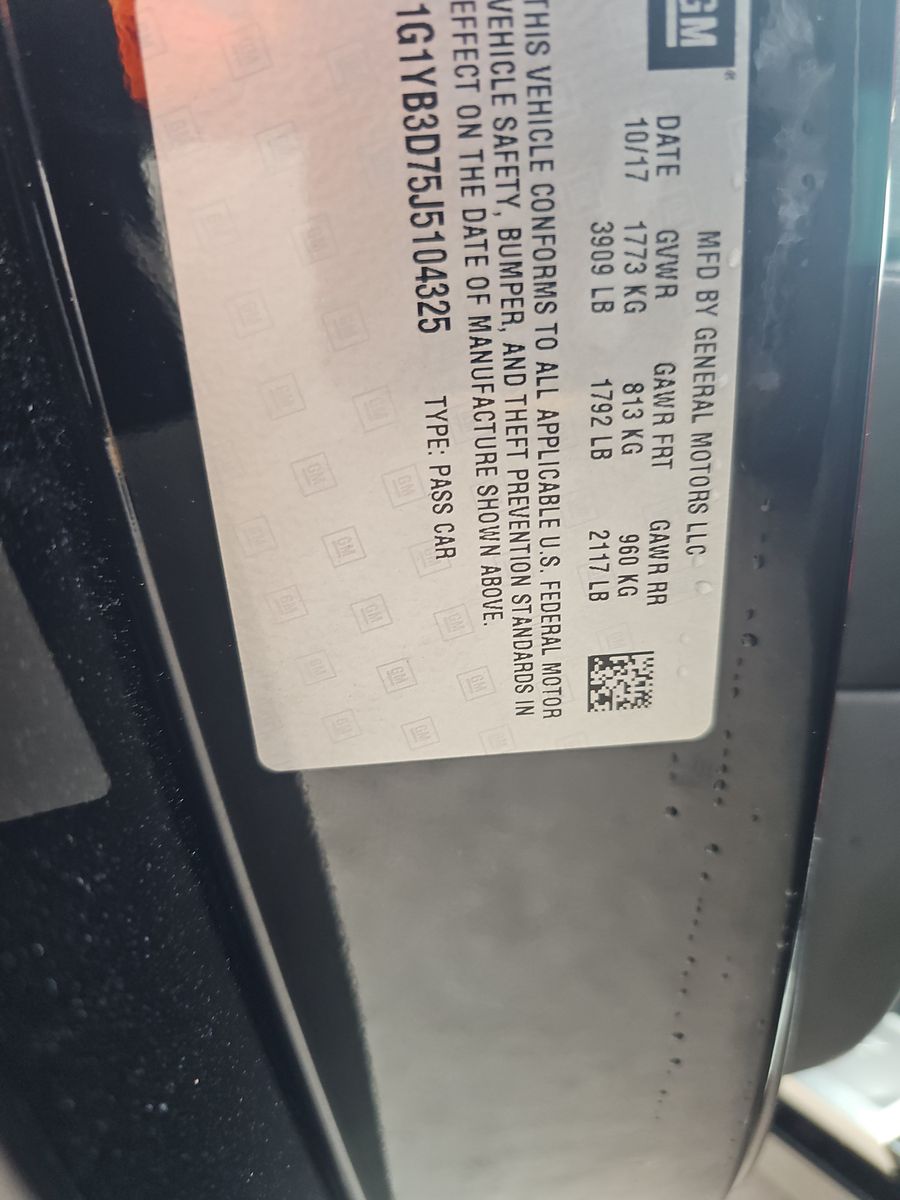 GM
MFD BY GENERAL MOTORS LLC
DATE GVWR GAWR FRT GAWR RR
10/17 1773 KG 813 KG 960 KG
3909 LB 1792 LB 2117 LB
THIS VEHICLE CONFORMS TO ALL APPLICABLE U.S. FEDERAL MOTOR
VEHICLE SAFETY, BUMPER, AND THEFT PREVENTION STANDARDS IN
EFFECT ON THE DATE OF MANUFACTURE SHOWN ABOVE.
1G1YB3D75J5104325 TYPE: PASS CAR